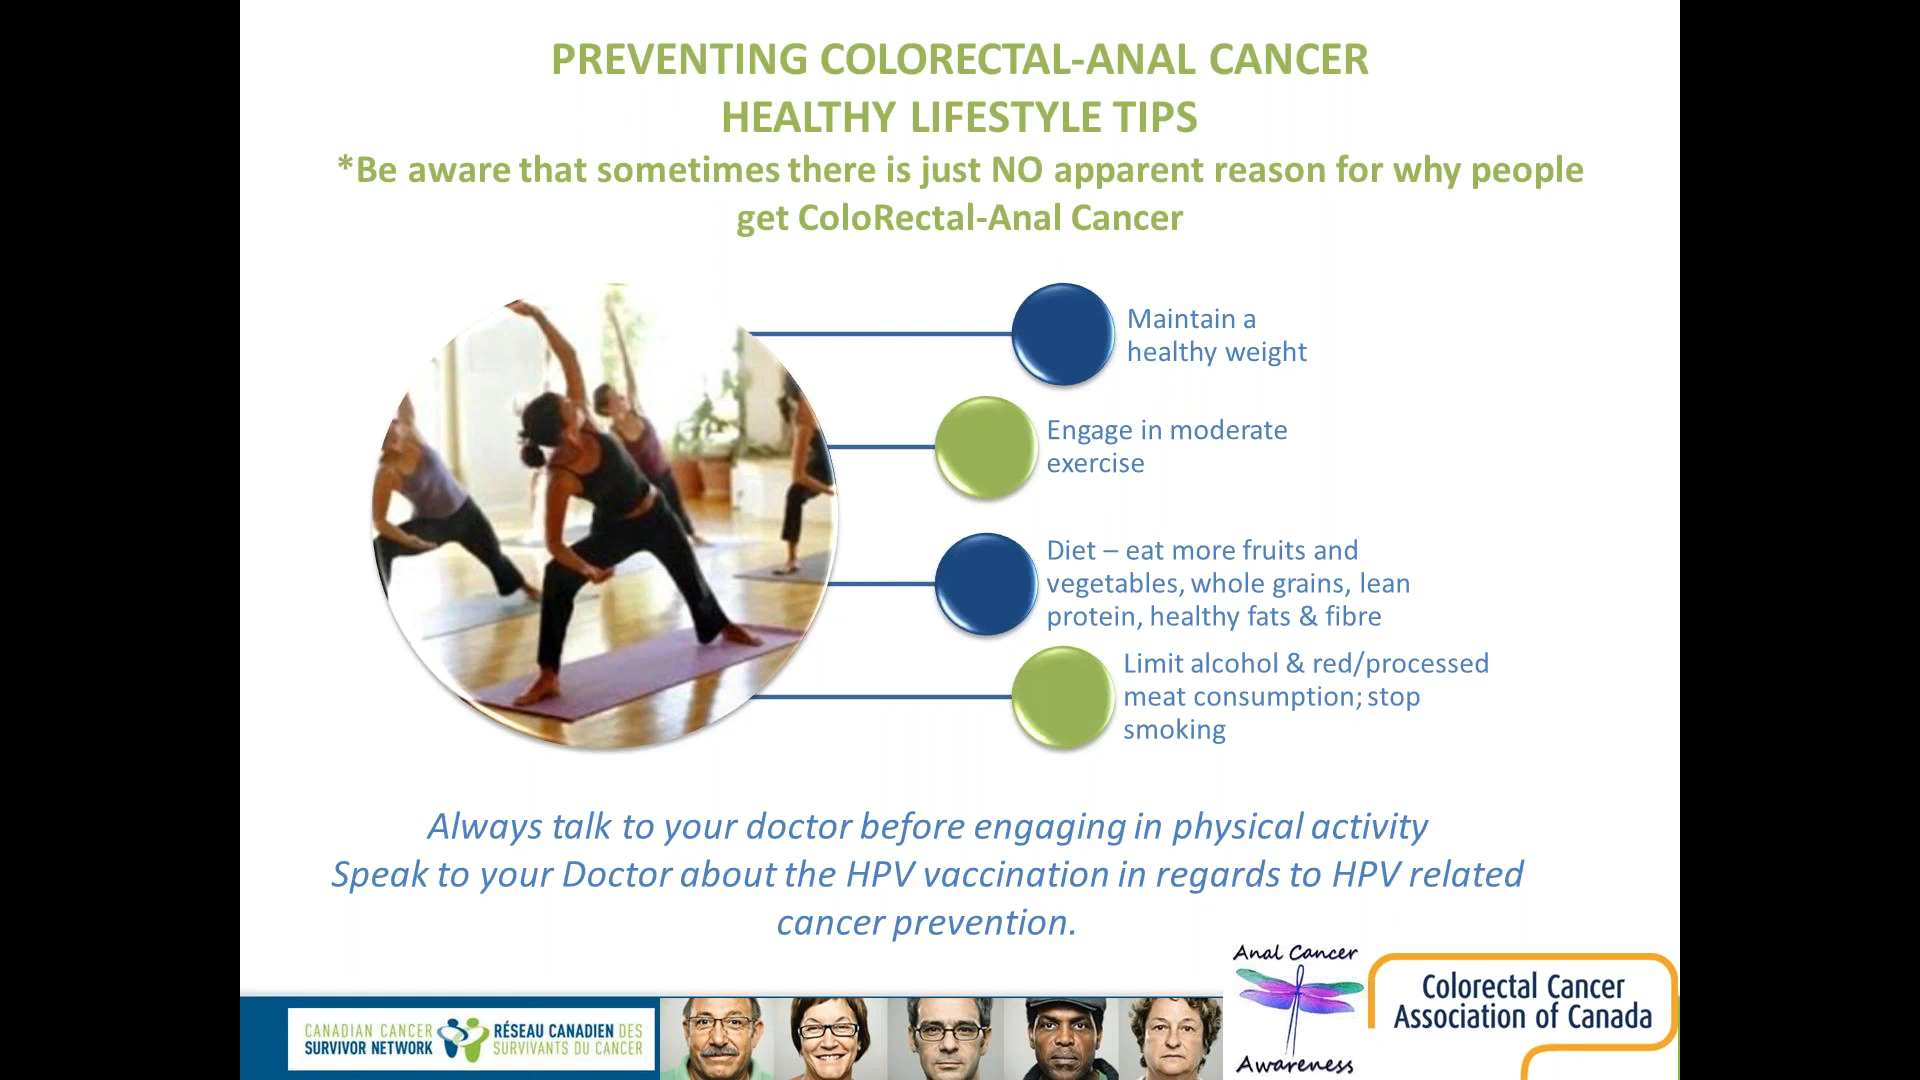 PREVENTING COLORECTAL-ANAL CANCER
HEALTHY LIFESTYLE TIPS
*Be aware that sometimes there is just NO apparent reason for why people
get ColoRectal-Anal Cancer
Maintain a
healthy weight
Engage in moderate
exercise
Diet – eat more fruits and
vegetables, whole grains, lean
protein, healthy fats & fibre
Limit alcohol & red/processed
meat consumption; stop
smoking
Always talk to your doctor before engaging in physical activity
Speak to your Doctor about the HPV vaccination in regards to HPV related
cancer prevention.
CANADIAN CANCER
SURVIVOR NETWORK
RÉSEAU CANADIEN DES
SURVIVANTS DU CANCER
Anal Cancer
Awareness
Colorectal Cancer
Association of Canada